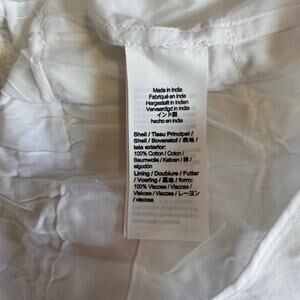 Made in India
Fabriqué en Inde
Hergestellt in Indien
Vervaardigd in India
インド製
hecho en india
Shell / Tissu Principal /
Shell / Bovenstof / 表地 /
tela exterior:
100% Cotton / Coton /
Baumwolle / Katoen / 綿 /
algodón
Lining / Doublure / Futter
/ Voering / 裏地 / forro:
100% Viscose / Viscose /
Viskose / Viscose / レーヨン
/ viscosa